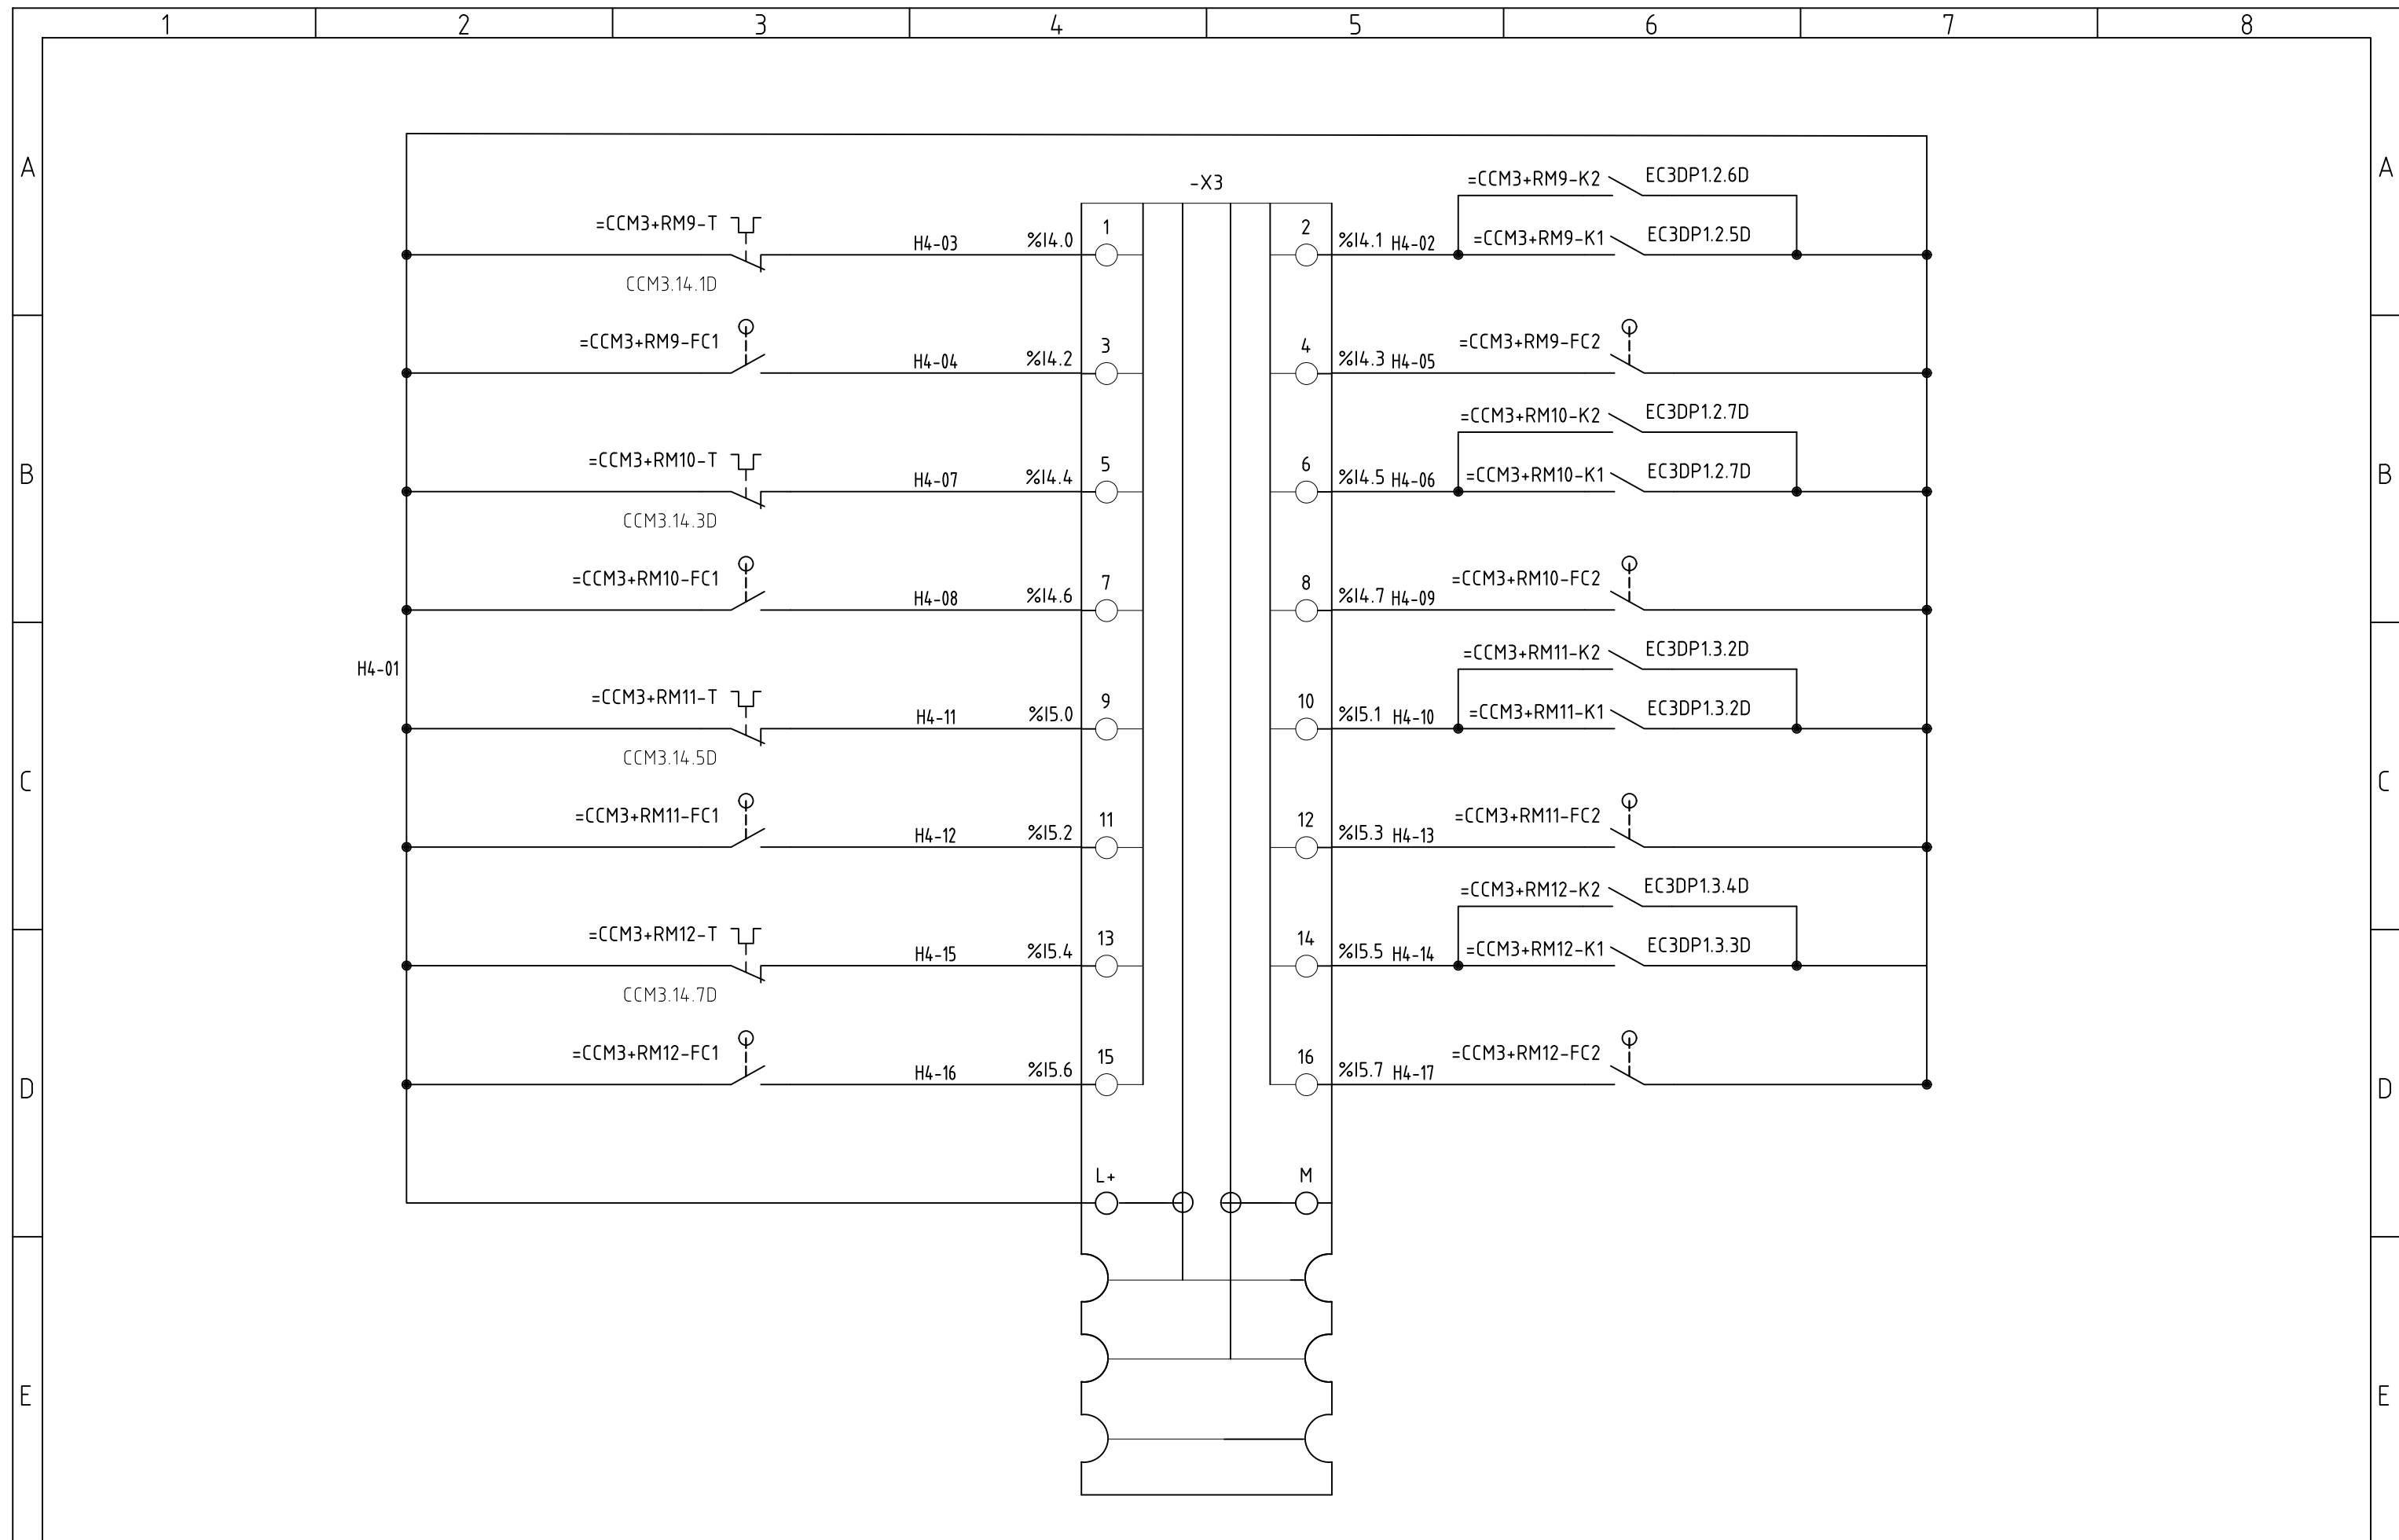 1 2 3 4 5 6 7 8
A A
-X3
=CCM3+RM9-K2 EC3DP1.2.6D
=CCM3+RM9-T H4-03 %I4.0 1 2 %I4.1 H4-02 =CCM3+RM9-K1 EC3DP1.2.5D
CCM3.14.1D
=CCM3+RM9-FC1 H4-04 %I4.2 3 4 %I4.3 H4-05 =CCM3+RM9-FC2
=CCM3+RM10-K2 EC3DP1.2.7D
B B
=CCM3+RM10-T H4-07 %I4.4 5 6 %I4.5 H4-06 =CCM3+RM10-K1 EC3DP1.2.7D
CCM3.14.3D
=CCM3+RM10-FC1 H4-08 %I4.6 7 8 %I4.7 H4-09 =CCM3+RM10-FC2
H4-01
=CCM3+RM11-K2 EC3DP1.3.2D
=CCM3+RM11-T H4-11 %I5.0 9 10 %I5.1 H4-10 =CCM3+RM11-K1 EC3DP1.3.2D
CCM3.14.5D
C C
=CCM3+RM11-FC1 H4-12 %I5.2 11 12 %I5.3 H4-13 =CCM3+RM11-FC2
=CCM3+RM12-K2 EC3DP1.3.4D
=CCM3+RM12-T H4-15 %I5.4 13 14 %I5.5 H4-14 =CCM3+RM12-K1 EC3DP1.3.3D
CCM3.14.7D
=CCM3+RM12-FC1 H4-16 %I5.6 15 16 %I5.7 H4-17 =CCM3+RM12-FC2
D D
L+ M
E E